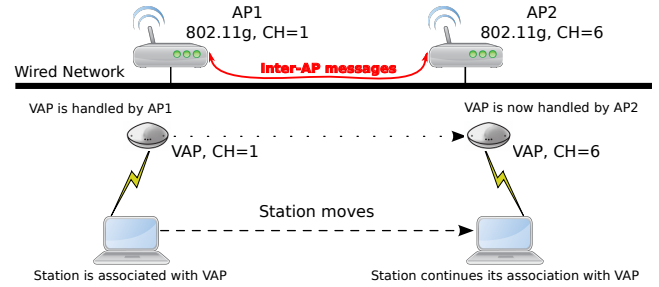 AP1
802.11g, CH=1
AP2
802.11g, CH=6
Inter-AP messages
Wired Network
VAP is handled by AP1
VAP is now handled by AP2
VAP, CH=1
VAP, CH=6
Station moves
Station is associated with VAP
Station continues its association with VAP